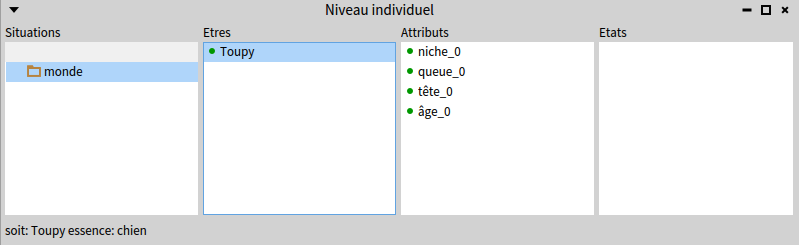 Niveau individuel
Situations
Etres
Attributs
Etats
monde
Toupy
niche_0
queue_0
tête_0
âge_0
soit: Toupy essence: chien